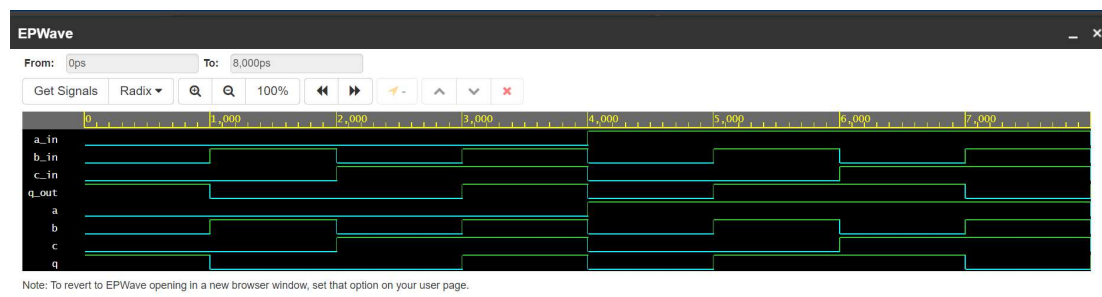 EPWave
From: 0ps To: 8,000ps
Get Signals Radix 100% -
0 1,000 2,000 3,000 4,000 5,000 6,000 7,000
a_in
b_in
c_in
q_out
a
b
c
q
Note: To revert to EPWave opening in a new browser window, set that option on your user page.